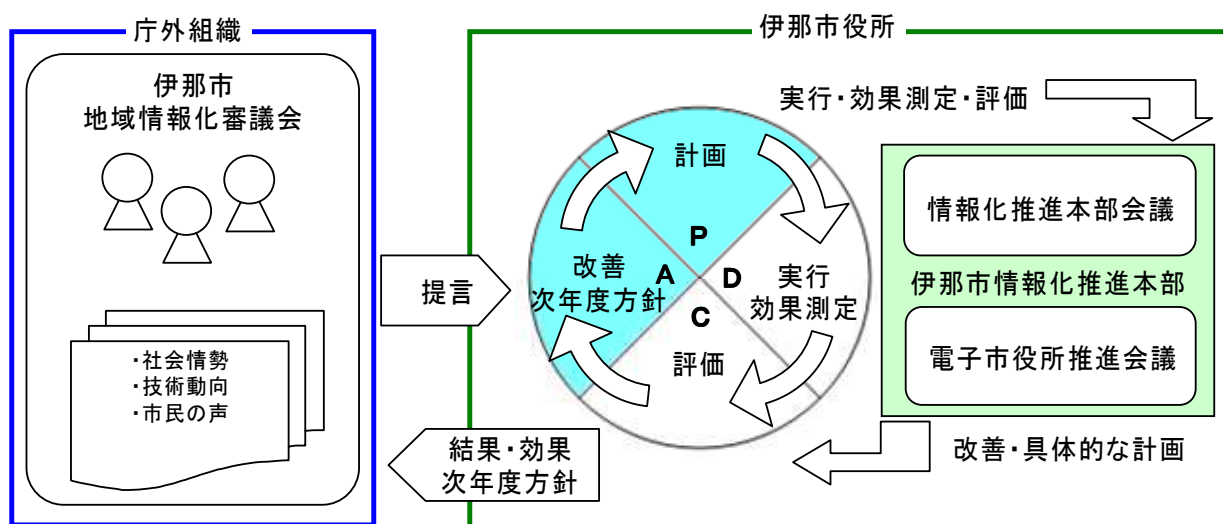 庁外組織
伊那市
地域情報化審議会
・社会情勢
・技術動向
・市民の声
提言
結果・効果
次年度方針
伊那市役所
計画
P
改善
次年度方針
A
D
実行
効果測定
C
評価
実行・効果測定・評価
情報化推進本部会議
伊那市情報化推進本部
電子市役所推進会議
改善・具体的な計画